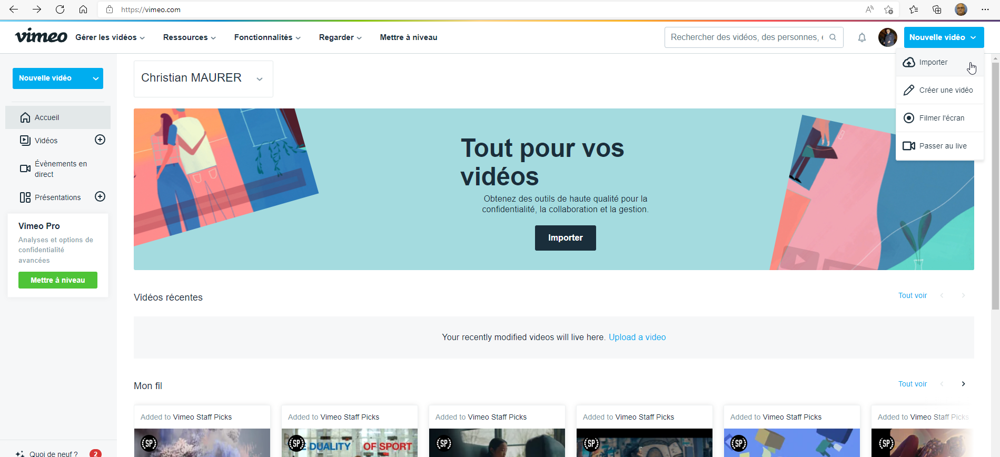 https://vimeo.com
vimeo
Gérer les vidéos
Ressources
Fonctionnalités
Regarder
Mettre à niveau
Rechercher des vidéos, des personnes,
Nouvelle vidéo
Importer
Créer une vidéo
Filmer l'écran
Passer au live
Nouvelle vidéo
Accueil
Vidéos
Évènements en
direct
Présentations
Vimeo Pro
Analyses et options de
confidentialité
avancées
Mettre à niveau
Quoi de neuf ?
2
Christian MAURER
Tout pour vos
vidéos
Obtenez des outils de haute qualité pour la
confidentialité, la collaboration et la gestion.
Importer
Vidéos récentes
Tout voir
Your recently modified videos will live here. Upload a video
Mon fil
Tout voir
Added to Vimeo Staff Picks
Added to Vimeo Staff Picks
Added to Vimeo Staff Picks
Added to Vimeo Staff Picks
Added to Vimeo Staff Picks
Added to Vimeo Staff Picks
SP
SP
DUALITY OF SPORT
SP
SP
SP
SP